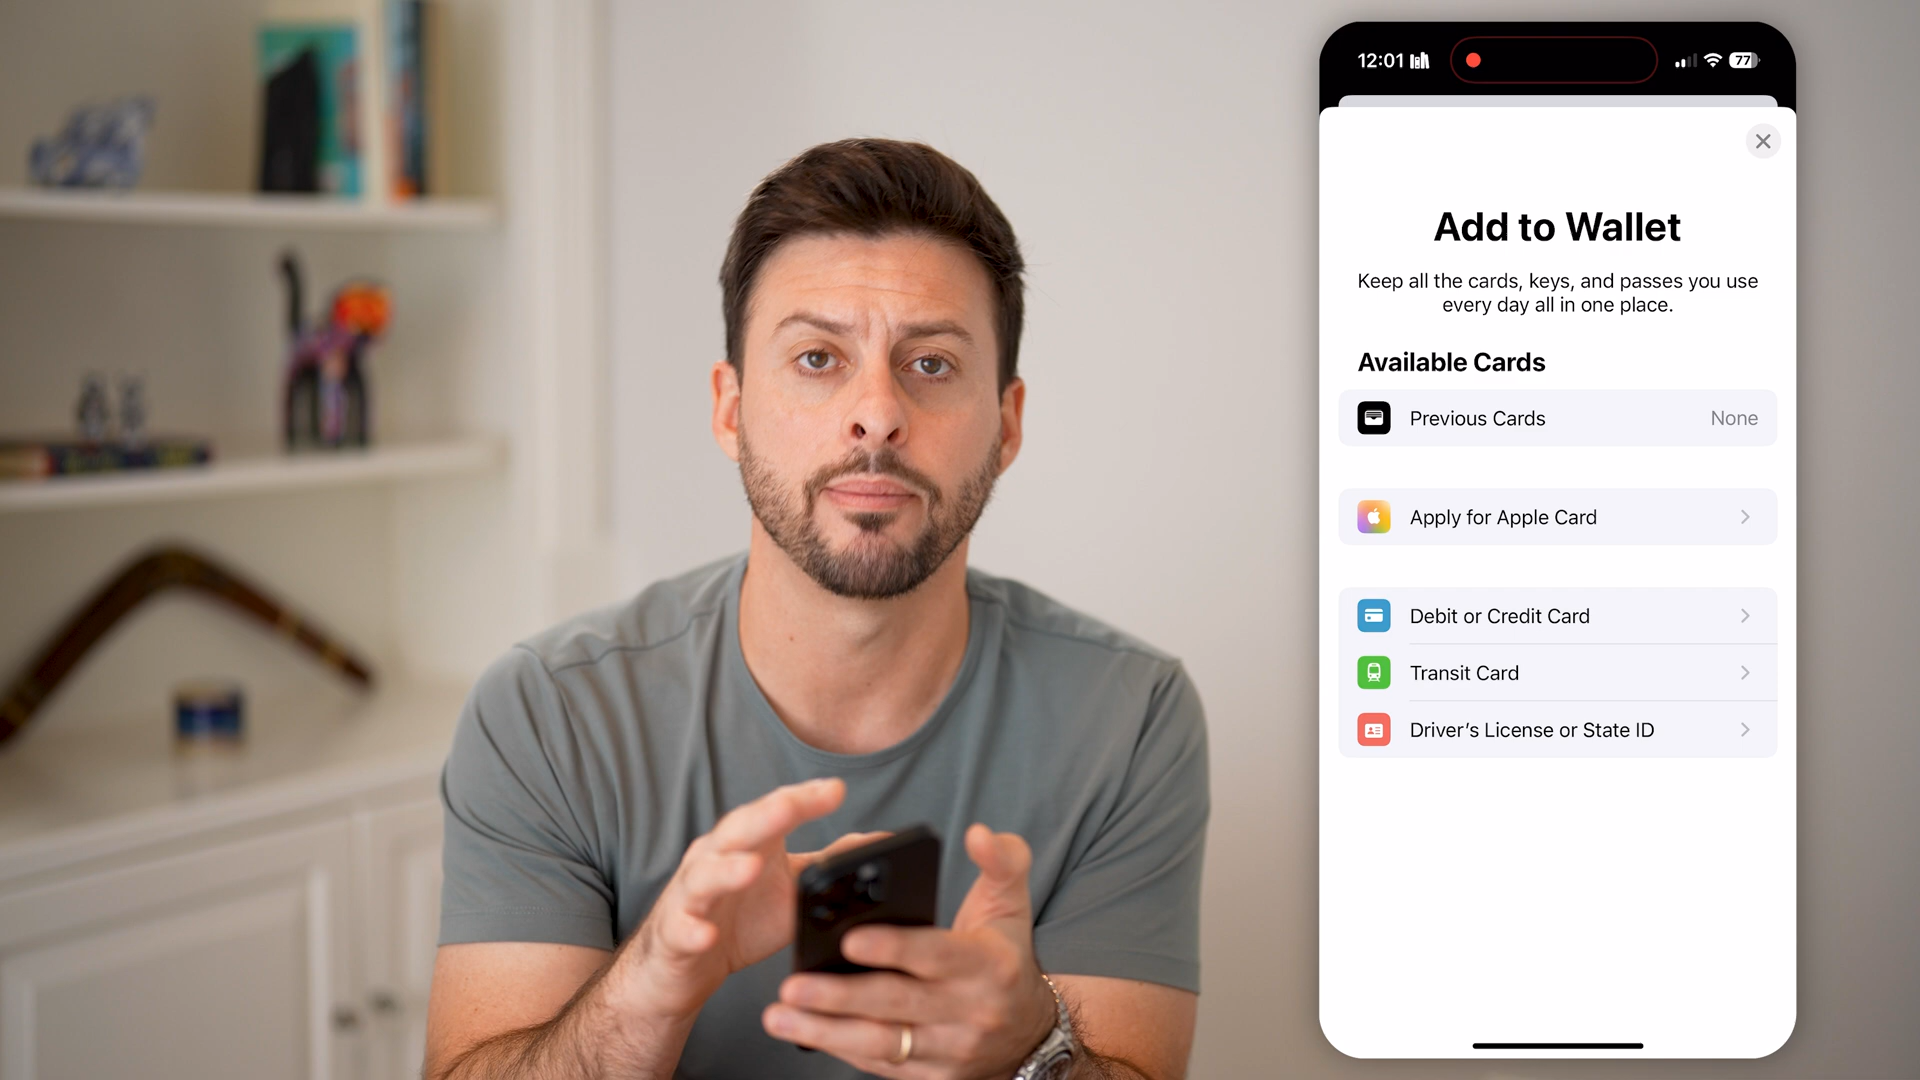 12:01
77
Add to Wallet
Keep all the cards, keys, and passes you use
every day all in one place.
Available Cards
Previous Cards None
Apply for Apple Card
Debit or Credit Card
Transit Card
Driver’s License or State ID